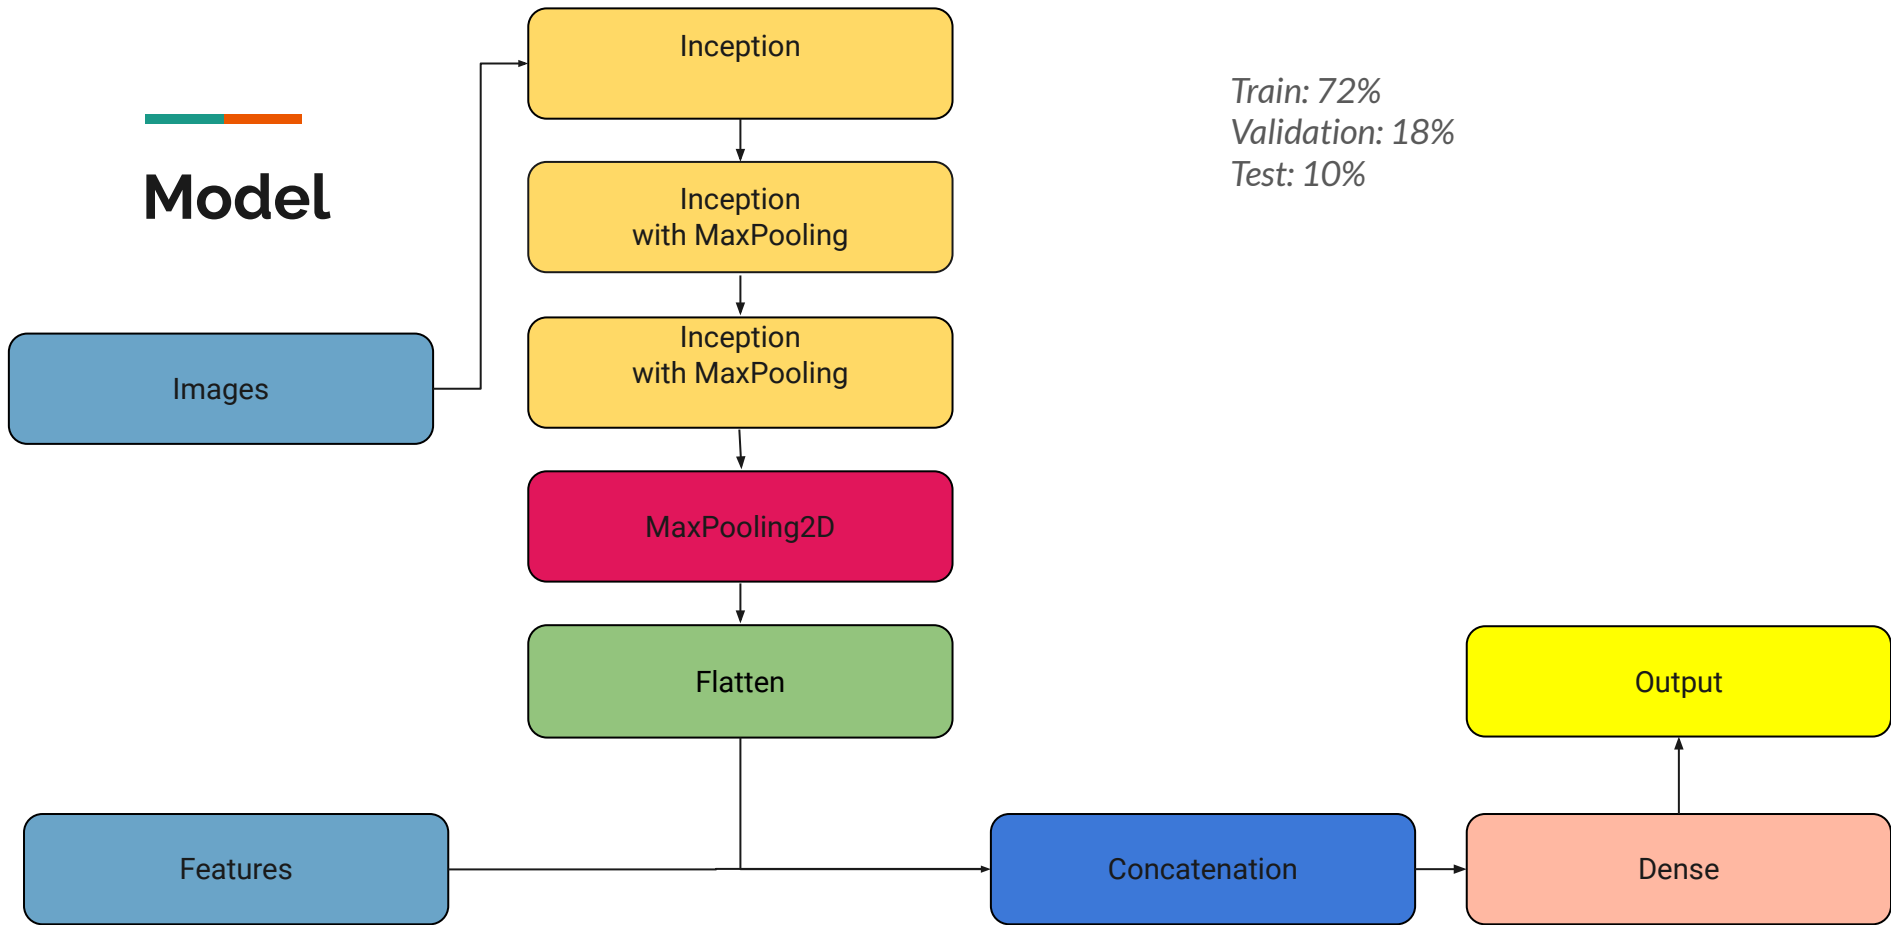 Model
Train: 72%
Validation: 18%
Test: 10%
Images
Inception
Inception
with MaxPooling
Inception
with MaxPooling
MaxPooling2D
Flatten
Features
Concatenation
Dense
Output